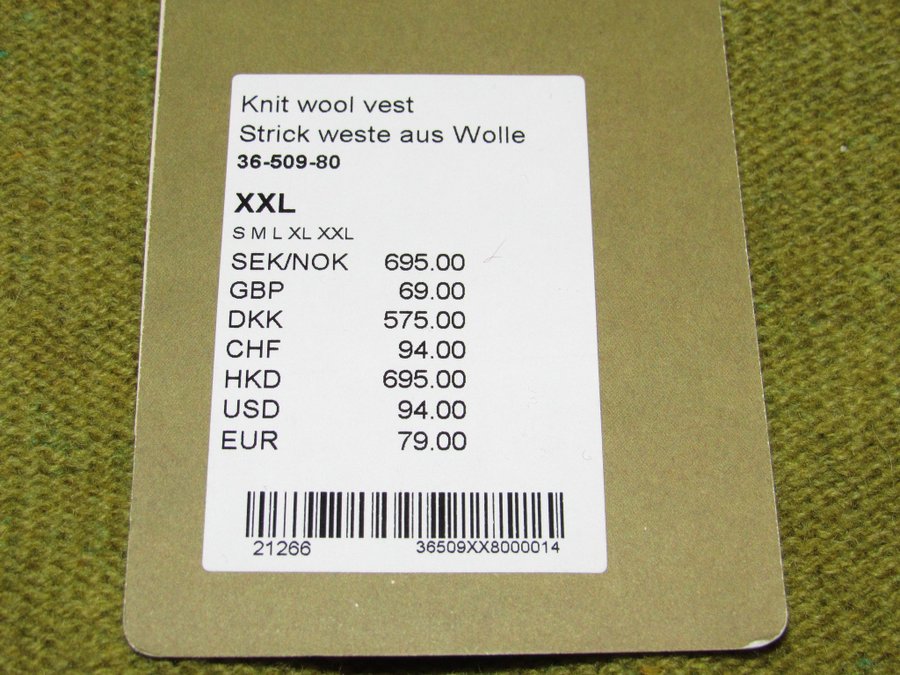 Knit wool vest
Strick weste aus Wolle
36-509-80
XXL
S M L XL XXL
SEK/NOK 695.00
GBP 69.00
DKK 575.00
CHF 94.00
HKD 695.00
USD 94.00
EUR 79.00
21266 36509XX8000014